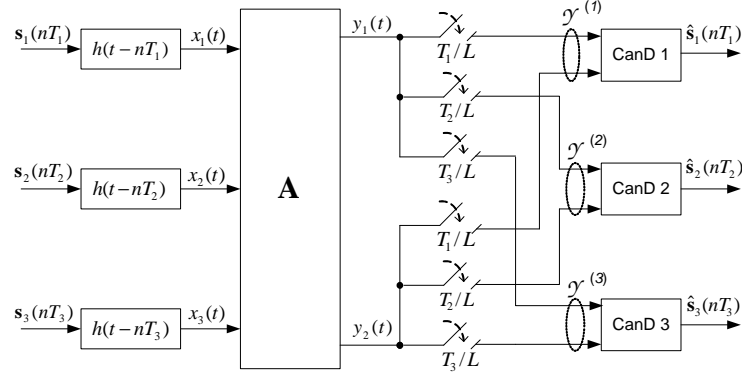 s₁(nT₁)
h(t−nT₁)
x₁(t)
s₂(nT₂)
h(t−nT₂)
x₂(t)
s₃(nT₃)
h(t−nT₃)
x₃(t)
A
y₁(t)
T₁/L
T₂/L
T₃/L
y₂(t)
T₁/L
T₂/L
T₃/L
𝒴⁽¹⁾
CanD 1
ŝ₁(nT₁)
𝒴⁽²⁾
CanD 2
ŝ₂(nT₂)
𝒴⁽³⁾
CanD 3
ŝ₃(nT₃)